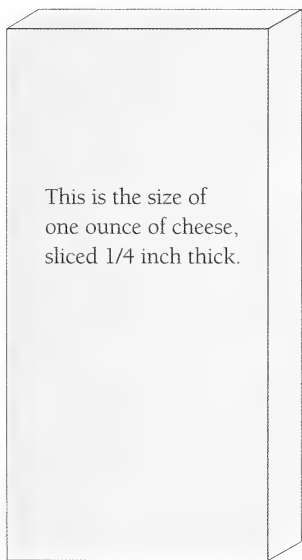 This is the size of
one ounce of cheese,
sliced 1/4 inch thick.